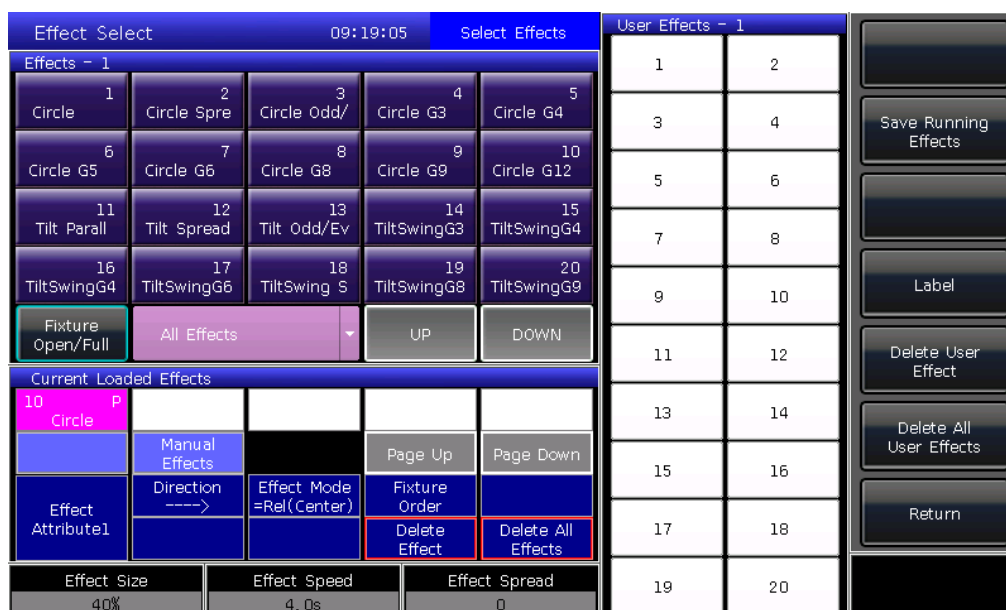 Effect Select 09:19:05 Select Effects
Effects - 1
1 2 3 4 5
Circle Circle Spre Circle Odd/ Circle G3 Circle G4
6 7 8 9 10
Circle G5 Circle G6 Circle G8 Circle G9 Circle G12
11 12 13 14 15
Tilt Parall Tilt Spread Tilt Odd/Ev TiltSwingG3 TiltSwingG4
16 17 18 19 20
TiltSwingG4 TiltSwingG6 TiltSwing S TiltSwingG8 TiltSwingG9
Fixture
Open/Full
All Effects
UP
DOWN
Current Loaded Effects
10 P
Circle
Manual
Effects
Page Up
Page Down
Effect
Attribute1
Direction
---->
Effect Mode
=Rel(Center)
Fixture
Order
Delete
Effect
Delete All
Effects
Effect Size Effect Speed Effect Spread
40% 4.0s 0
User Effects - 1
1 2
3 4
5 6
7 8
9 10
11 12
13 14
15 16
17 18
19 20
Save Running
Effects
Label
Delete User
Effect
Delete All
User Effects
Return